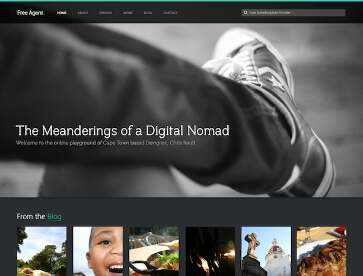 Free Agent.
HOME ABOUT SERVICES WORK BLOG CONTACT
Type something then hit enter
The Meanderings of a Digital Nomad
Welcome to the online playground of Cape Town based Designer, Chris Rault
From the Blog